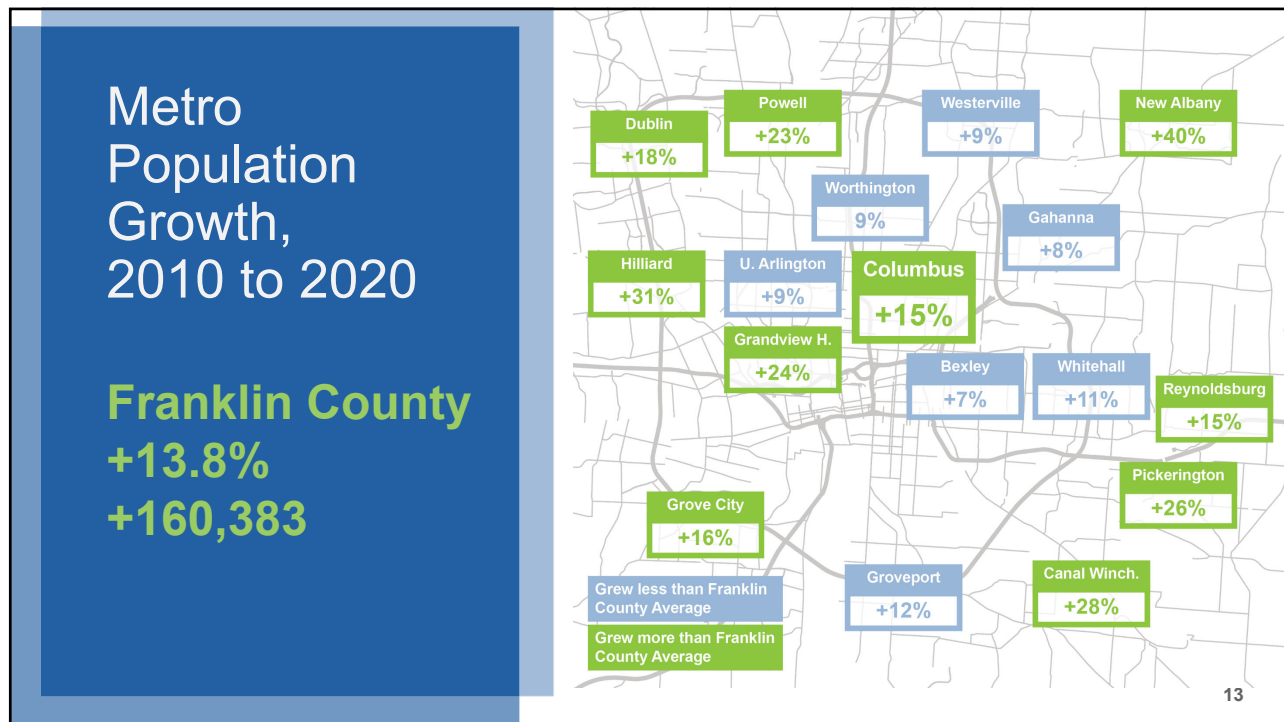 Metro
Population
Growth,
2010 to 2020
Franklin County
+13.8%
+160,383
Dublin
+18%
Powell
+23%
Westerville
+9%
New Albany
+40%
Worthington
9%
Gahanna
+8%
Hilliard
+31%
U. Arlington
+9%
Columbus
+15%
Grandview H.
+24%
Bexley
+7%
Whitehall
+11%
Reynoldsburg
+15%
Pickerington
+26%
Grove City
+16%
Groveport
+12%
Canal Winch.
+28%
Grew less than Franklin
County Average
Grew more than Franklin
County Average
13